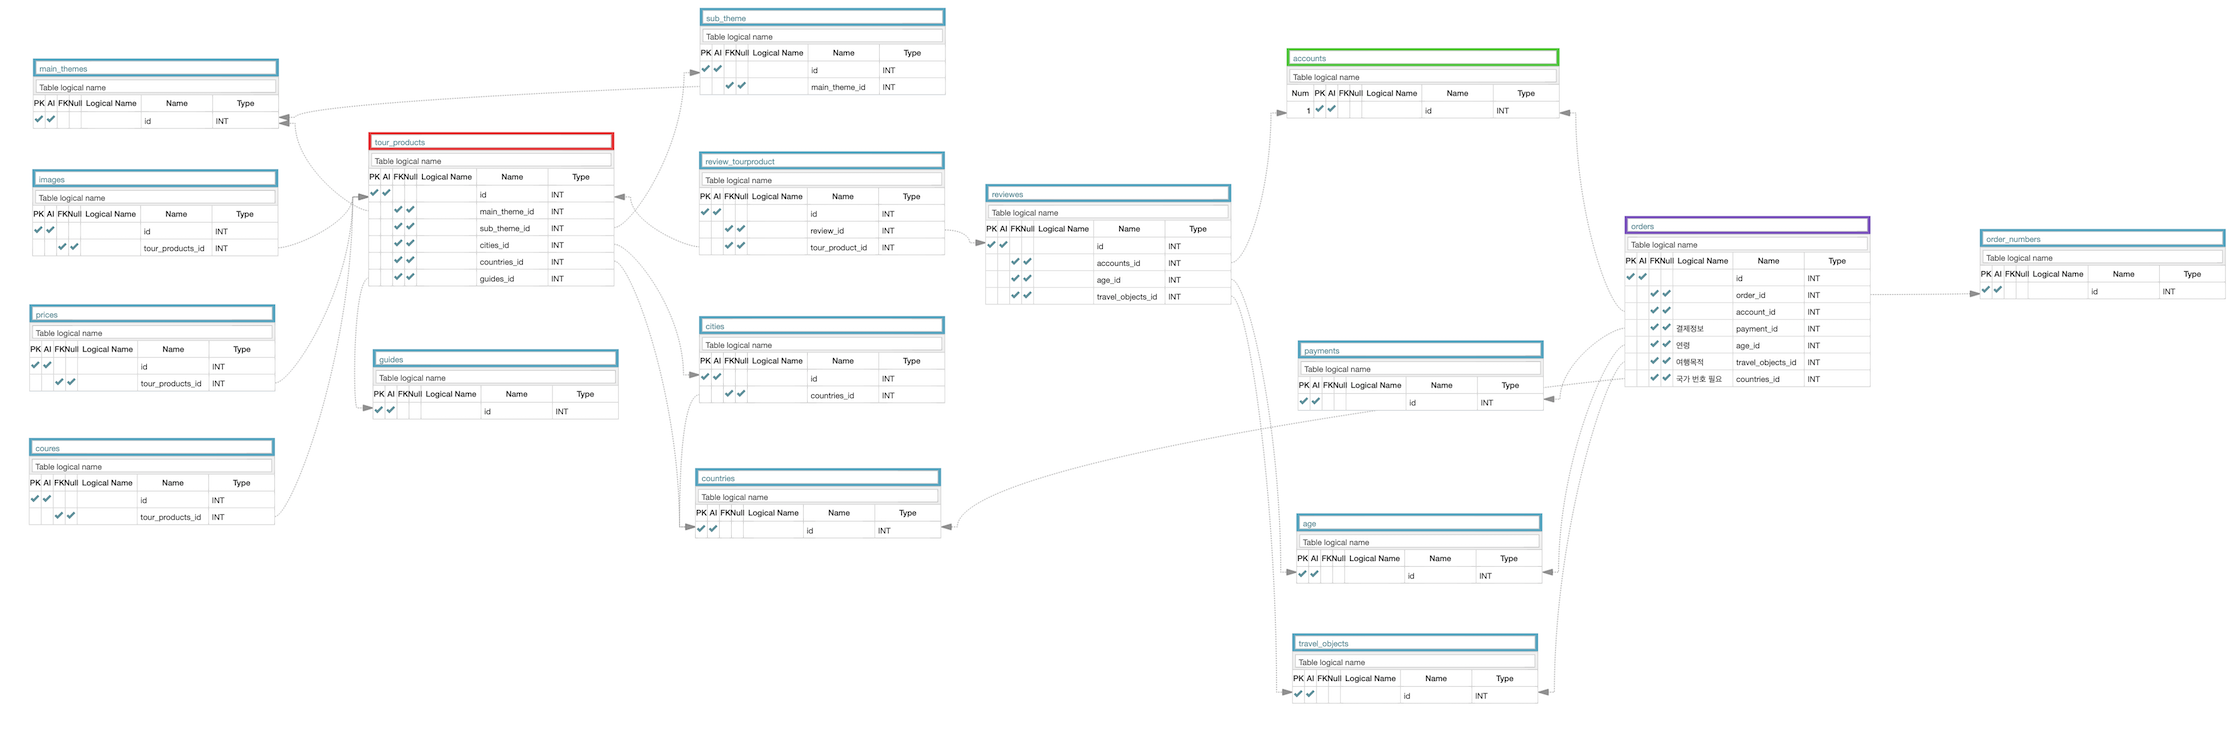 main_themes
Table logical name
PK AI FK Null Logical Name Name Type
id INT
images
Table logical name
PK AI FK Null Logical Name Name Type
id INT
tour_products_id INT
prices
Table logical name
PK AI FK Null Logical Name Name Type
id INT
tour_products_id INT
coures
Table logical name
PK AI FK Null Logical Name Name Type
id INT
tour_products_id INT
tour_products
Table logical name
PK AI FK Null Logical Name Name Type
id INT
main_theme_id INT
sub_theme_id INT
cities_id INT
countries_id INT
guides_id INT
guides
Table logical name
PK AI FK Null Logical Name Name Type
id INT
sub_theme
Table logical name
PK AI FK Null Logical Name Name Type
id INT
main_theme_id INT
review_tourproduct
Table logical name
PK AI FK Null Logical Name Name Type
id INT
review_id INT
tour_product_id INT
cities
Table logical name
PK AI FK Null Logical Name Name Type
id INT
countries_id INT
countries
Table logical name
PK AI FK Null Logical Name Name Type
id INT
reviewes
Table logical name
PK AI FK Null Logical Name Name Type
id INT
accounts_id INT
age_id INT
travel_objects_id INT
accounts
Table logical name
Num PK AI FK Null Logical Name Name Type
1 id INT
payments
Table logical name
PK AI FK Null Logical Name Name Type
id INT
age
Table logical name
PK AI FK Null Logical Name Name Type
id INT
travel_objects
Table logical name
PK AI FK Null Logical Name Name Type
id INT
orders
Table logical name
PK AI FK Null Logical Name Name Type
id INT
order_id INT
account_id INT
결제정보 payment_id INT
연령 age_id INT
여행목적 travel_objects_id INT
국가 번호 필요 countries_id INT
order_numbers
Table logical name
PK AI FK Null Logical Name Name Type
id INT